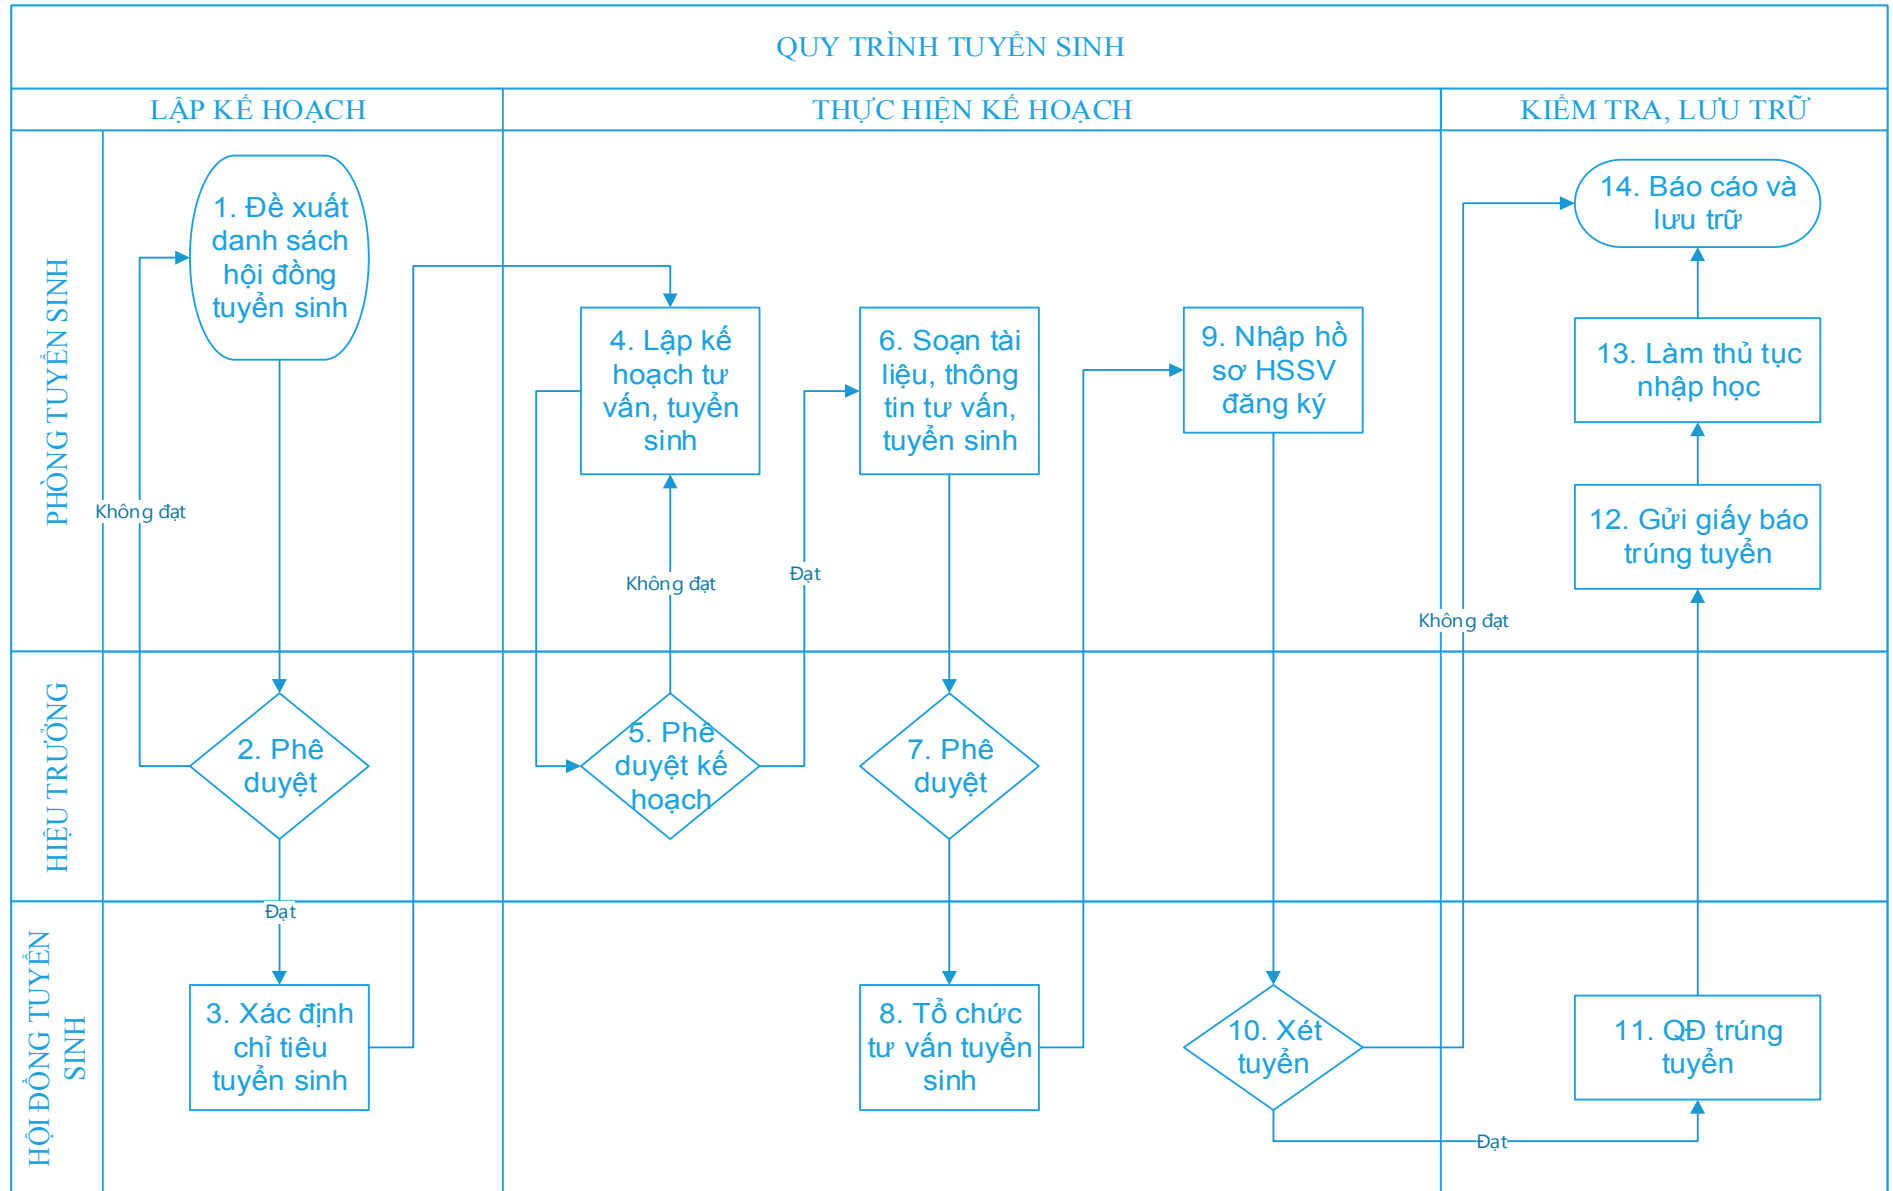 QUY TRÌNH TUYỂN SINH
LẬP KẾ HOẠCH
THỰC HIỆN KẾ HOẠCH
KIỂM TRA, LƯU TRỮ
PHÒNG TUYỂN SINH
1. Đề xuất
danh sách
hội đồng
tuyển sinh
Không đạt
4. Lập kế
hoạch tư
vấn, tuyển
sinh
Không đạt
Đạt
6. Soạn tài
liệu, thông
tin tư vấn,
tuyển sinh
9. Nhập hồ
sơ HSSV
đăng ký
Không đạt
14. Báo cáo và
lưu trữ
13. Làm thủ tục
nhập học
12. Gửi giấy báo
trúng tuyển
HIỆU TRƯỞNG
2. Phê
duyệt
5. Phê
duyệt kế
hoạch
7. Phê
duyệt
HỘI ĐỒNG TUYỂN
SINH
Đạt
3. Xác định
chỉ tiêu
tuyển sinh
8. Tổ chức
tư vấn tuyển
sinh
10. Xét
tuyển
Đạt
11. QĐ trúng
tuyển